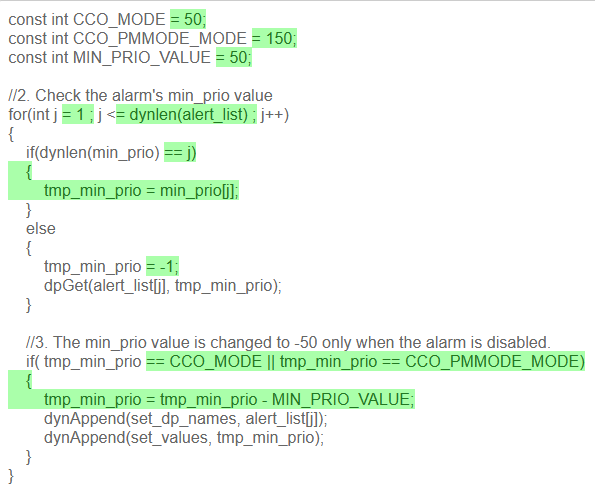 const int CCO_MODE = 50;
const int CCO_PMMODE_MODE = 150;
const int MIN_PRIO_VALUE = 50;
//2. Check the alarm's min_prio value
for(int j = 1 ; j <= dynlen(alert_list) ; j++)
{
if(dynlen(min_prio) == j)
{
tmp_min_prio = min_prio[j];
}
else
{
tmp_min_prio = -1;
dpGet(alert_list[j], tmp_min_prio);
}
//3. The min_prio value is changed to -50 only when the alarm is disabled.
if( tmp_min_prio == CCO_MODE || tmp_min_prio == CCO_PMMODE_MODE)
{
tmp_min_prio = tmp_min_prio - MIN_PRIO_VALUE;
dynAppend(set_dp_names, alert_list[j]);
dynAppend(set_values, tmp_min_prio);
}
}